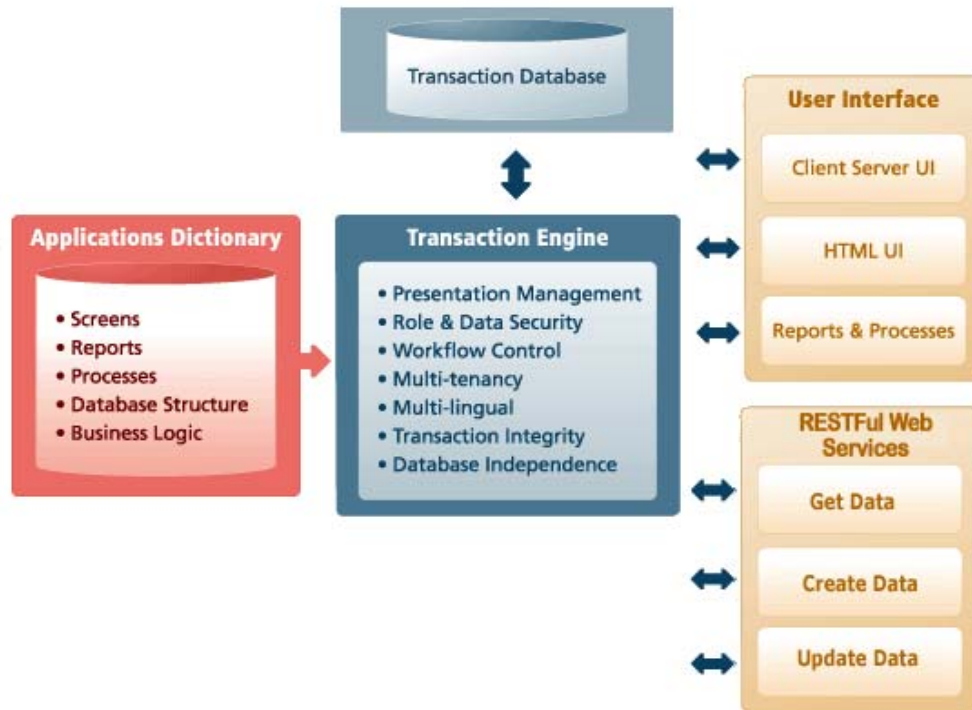 Transaction Database
Applications Dictionary
• Screens
• Reports
• Processes
• Database Structure
• Business Logic
Transaction Engine
• Presentation Management
• Role & Data Security
• Workflow Control
• Multi-tenancy
• Multi-lingual
• Transaction Integrity
• Database Independence
User Interface
Client Server UI
HTML UI
Reports & Processes
RESTFul Web
Services
Get Data
Create Data
Update Data